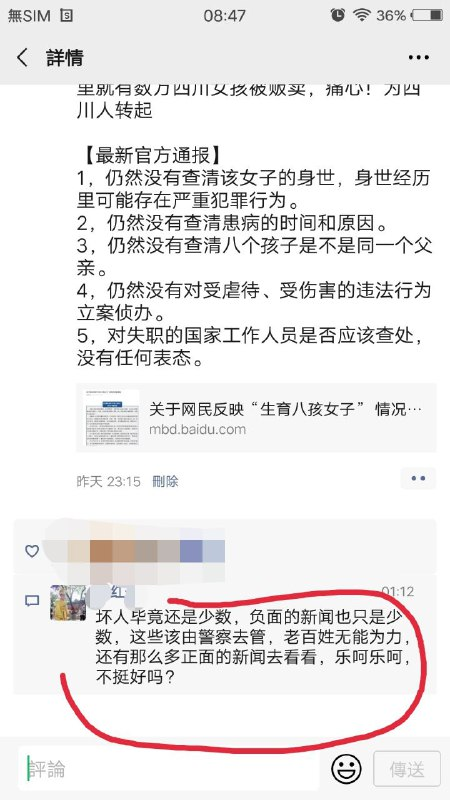 無SIM
08:47
36%
詳情
里就有数万四川女孩被贩卖，痛心！为四
川人转起
【最新官方通报】
1，仍然没有查清该女子的身世，身世经历
里可能存在严重犯罪行为。
2，仍然没有查清患病的时间和原因。
3，仍然没有查清八个孩子是不是同一个父
亲。
4，仍然没有对受虐待、受伤害的违法行为
立案侦办。
5，对失职的国家工作人员是否应该查处，
没有任何表态。
关于网民反映“生育八孩女子” 情况…
mbd.baidu.com
昨天 23:15 刪除
红
01:12
坏人毕竟还是少数，负面的新闻也只是少
数，这些该由警察去管，老百姓无能为力，
还有那么多正面的新闻去看看，乐呵乐呵，
不挺好吗？
評論
傳送